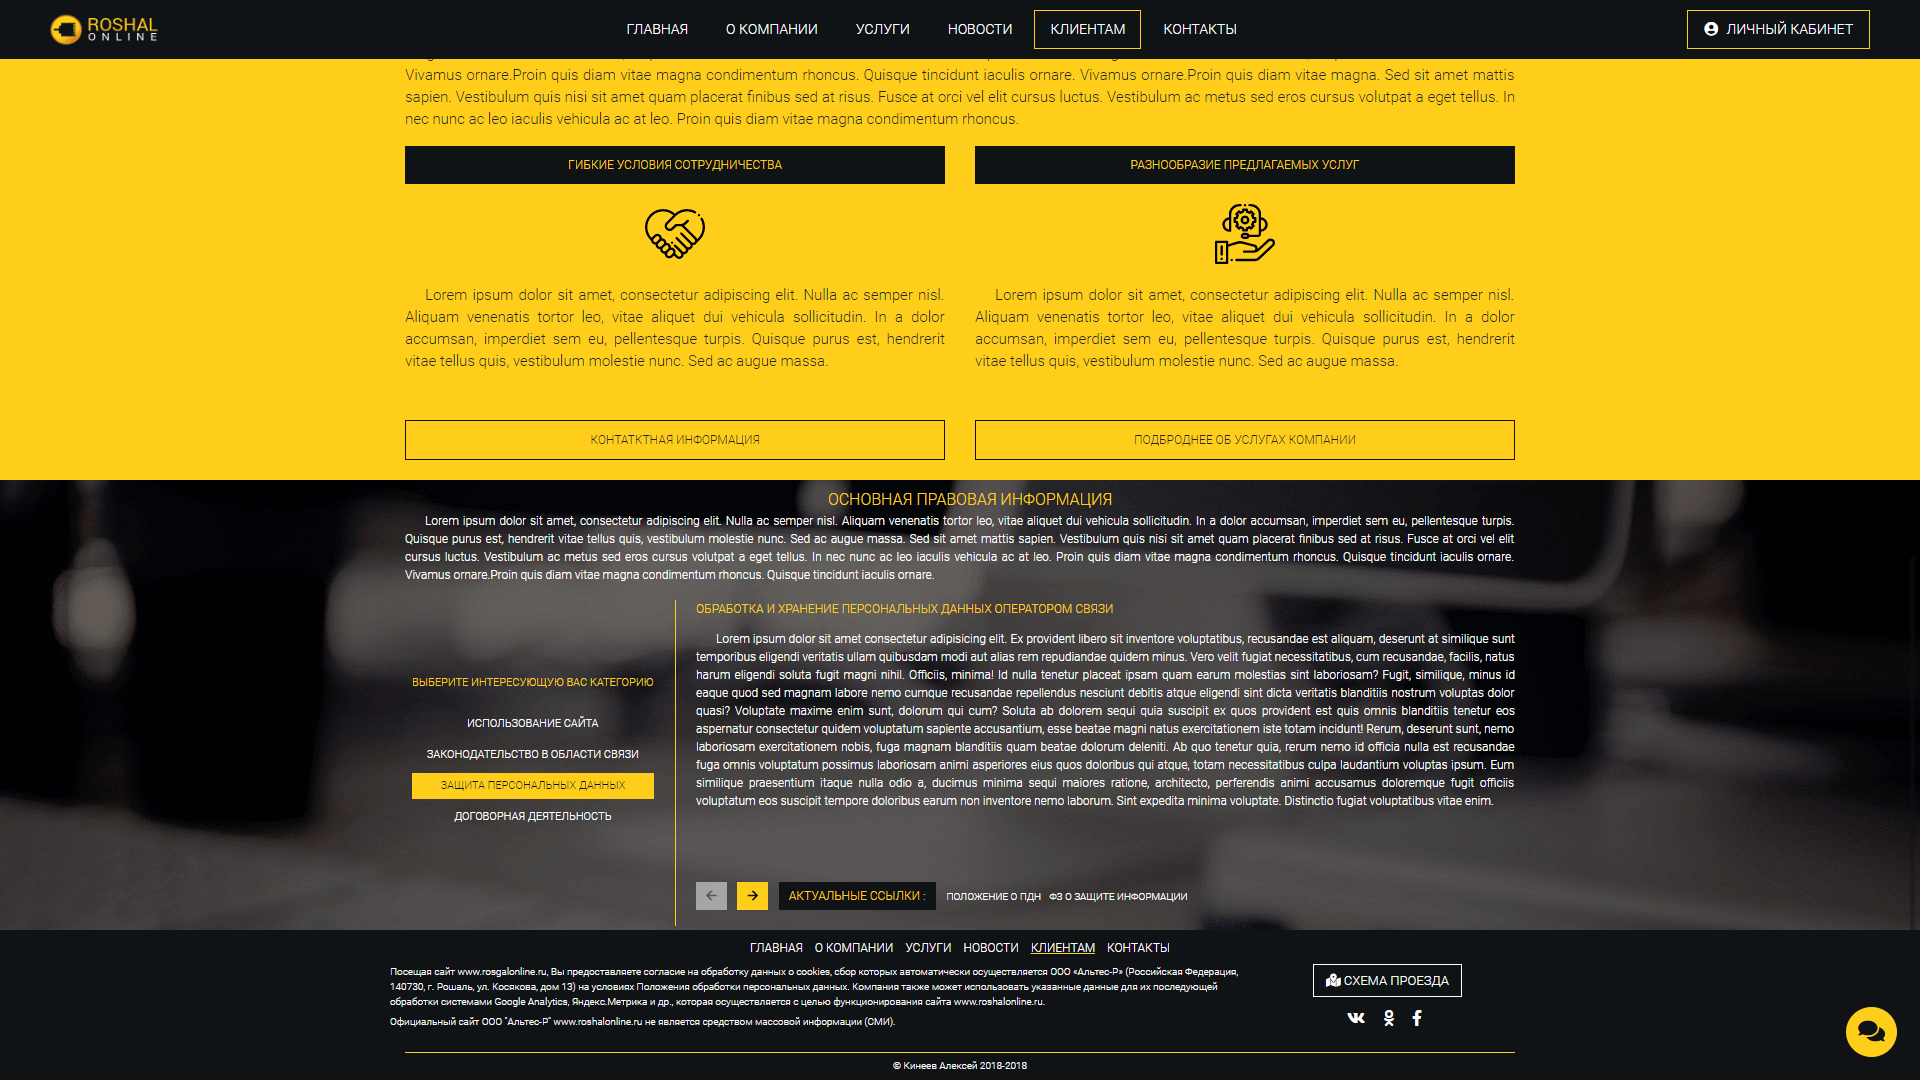 ROSHAL
ONLINE
ГЛАВНАЯ О КОМПАНИИ УСЛУГИ НОВОСТИ КЛИЕНТАМ КОНТАКТЫ
ЛИЧНЫЙ КАБИНЕТ
Vivamus ornare.Proin quis diam vitae magna condimentum rhoncus. Quisque tincidunt iaculis ornare. Vivamus ornare.Proin quis diam vitae magna. Sed sit amet mattis
sapien. Vestibulum quis nisi sit amet quam placerat finibus sed at risus. Fusce at orci vel elit cursus luctus. Vestibulum ac metus sed eros cursus volutpat a eget tellus. In
nec nunc ac leo iaculis vehicula ac at leo. Proin quis diam vitae magna condimentum rhoncus.
ГИБКИЕ УСЛОВИЯ СОТРУДНИЧЕСТВА
Lorem ipsum dolor sit amet, consectetur adipiscing elit. Nulla ac semper nisl.
Aliquam venenatis tortor leo, vitae aliquet dui vehicula sollicitudin. In a dolor
accumsan, imperdiet sem eu, pellentesque turpis. Quisque purus est, hendrerit
vitae tellus quis, vestibulum molestie nunc. Sed ac augue massa.
КОНТАТКТНАЯ ИНФОРМАЦИЯ
РАЗНООБРАЗИЕ ПРЕДЛАГАЕМЫХ УСЛУГ
Lorem ipsum dolor sit amet, consectetur adipiscing elit. Nulla ac semper nisl.
Aliquam venenatis tortor leo, vitae aliquet dui vehicula sollicitudin. In a dolor
accumsan, imperdiet sem eu, pellentesque turpis. Quisque purus est, hendrerit
vitae tellus quis, vestibulum molestie nunc. Sed ac augue massa.
ПОДБРОДНЕЕ ОБ УСЛУГАХ КОМПАНИИ
ОСНОВНАЯ ПРАВОВАЯ ИНФОРМАЦИЯ
Lorem ipsum dolor sit amet, consectetur adipiscing elit. Nulla ac semper nisl. Aliquam venenatis tortor leo, vitae aliquet dui vehicula sollicitudin. In a dolor accumsan, imperdiet sem eu, pellentesque turpis.
Quisque purus est, hendrerit vitae tellus quis, vestibulum molestie nunc. Sed ac augue massa. Sed sit amet mattis sapien. Vestibulum quis nisi sit amet quam placerat finibus sed at risus. Fusce at orci vel elit
cursus luctus. Vestibulum ac metus sed eros cursus volutpat a eget tellus. In nec nunc ac leo iaculis vehicula ac at leo. Proin quis diam vitae magna condimentum rhoncus. Quisque tincidunt iaculis ornare.
Vivamus ornare.Proin quis diam vitae magna condimentum rhoncus. Quisque tincidunt iaculis ornare.
ВЫБЕРИТЕ ИНТЕРЕСУЮЩУЮ ВАС КАТЕГОРИЮ
ИСПОЛЬЗОВАНИЕ САЙТА
ЗАКОНОДАТЕЛЬСТВО В ОБЛАСТИ СВЯЗИ
ЗАЩИТА ПЕРСОНАЛЬНЫХ ДАННЫХ
ДОГОВОРНАЯ ДЕЯТЕЛЬНОСТЬ
ОБРАБОТКА И ХРАНЕНИЕ ПЕРСОНАЛЬНЫХ ДАННЫХ ОПЕРАТОРОМ СВЯЗИ
Lorem ipsum dolor sit amet consectetur adipisicing elit. Ex provident libero sit inventore voluptatibus, recusandae est aliquam, deserunt at similique sunt
temporibus eligendi veritatis ullam quibusdam modi aut alias rem repudiandae quidem minus. Vero velit fugiat necessitatibus, cum recusandae, facilis, natus
harum eligendi soluta fugit magni nihil. Officiis, minima! Id nulla tenetur placeat ipsam quam earum molestias sint laboriosam? Fugit, similique, minus id
eaque quod sed magnam labore nemo cumque recusandae repellendus nesciunt debitis atque eligendi sint dicta veritatis blanditiis nostrum voluptas dolor
quasi? Voluptate maxime enim sunt, dolorum qui cum? Soluta ab dolorem sequi quia suscipit ex quos provident est quis omnis blanditiis tenetur eos
aspernatur consectetur quidem voluptatum sapiente accusantium, esse beatae magni natus exercitationem iste totam incidunt! Rerum, deserunt sunt, nemo
laboriosam exercitationem nobis, fuga magnam blanditiis quam beatae dolorum deleniti. Ab quo tenetur quia, rerum nemo id officia nulla est recusandae
fuga omnis voluptatum possimus laboriosam animi asperiores eius quos doloribus qui atque, totam necessitatibus culpa laudantium voluptas ipsum. Eum
similique praesentium itaque nulla odio a, ducimus minima sequi maiores ratione, architecto, perferendis animi accusamus doloremque fugit officiis
voluptatum eos suscipit tempore doloribus earum non inventore nemo laborum. Sint expedita minima voluptate. Distinctio fugiat voluptatibus vitae enim.
АКТУАЛЬНЫЕ ССЫЛКИ : ПОЛОЖЕНИЕ О ПДН ФЗ О ЗАЩИТЕ ИНФОРМАЦИИ
ГЛАВНАЯ О КОМПАНИИ УСЛУГИ НОВОСТИ КЛИЕНТАМ КОНТАКТЫ
Посещая сайт www.rosgalonline.ru, Вы предоставляете согласие на обработку данных о cookies, сбор которых автоматически осуществляется ООО «Альтес-Р» (Российская Федерация,
140730, г. Рошаль, ул. Косякова, дом 13) на условиях Положения обработки персональных данных. Компания также может использовать указанные данные для их последующей
обработки системами Google Analytics, Яндекс.Метрика и др., которая осуществляется с целью функционирования сайта www.roshalonline.ru.
Официальный сайт ООО "Альтес-Р" www.roshalonline.ru не является средством массовой информации (СМИ).
СХЕМА ПРОЕЗДА
© Кинеев Алексей 2018-2018